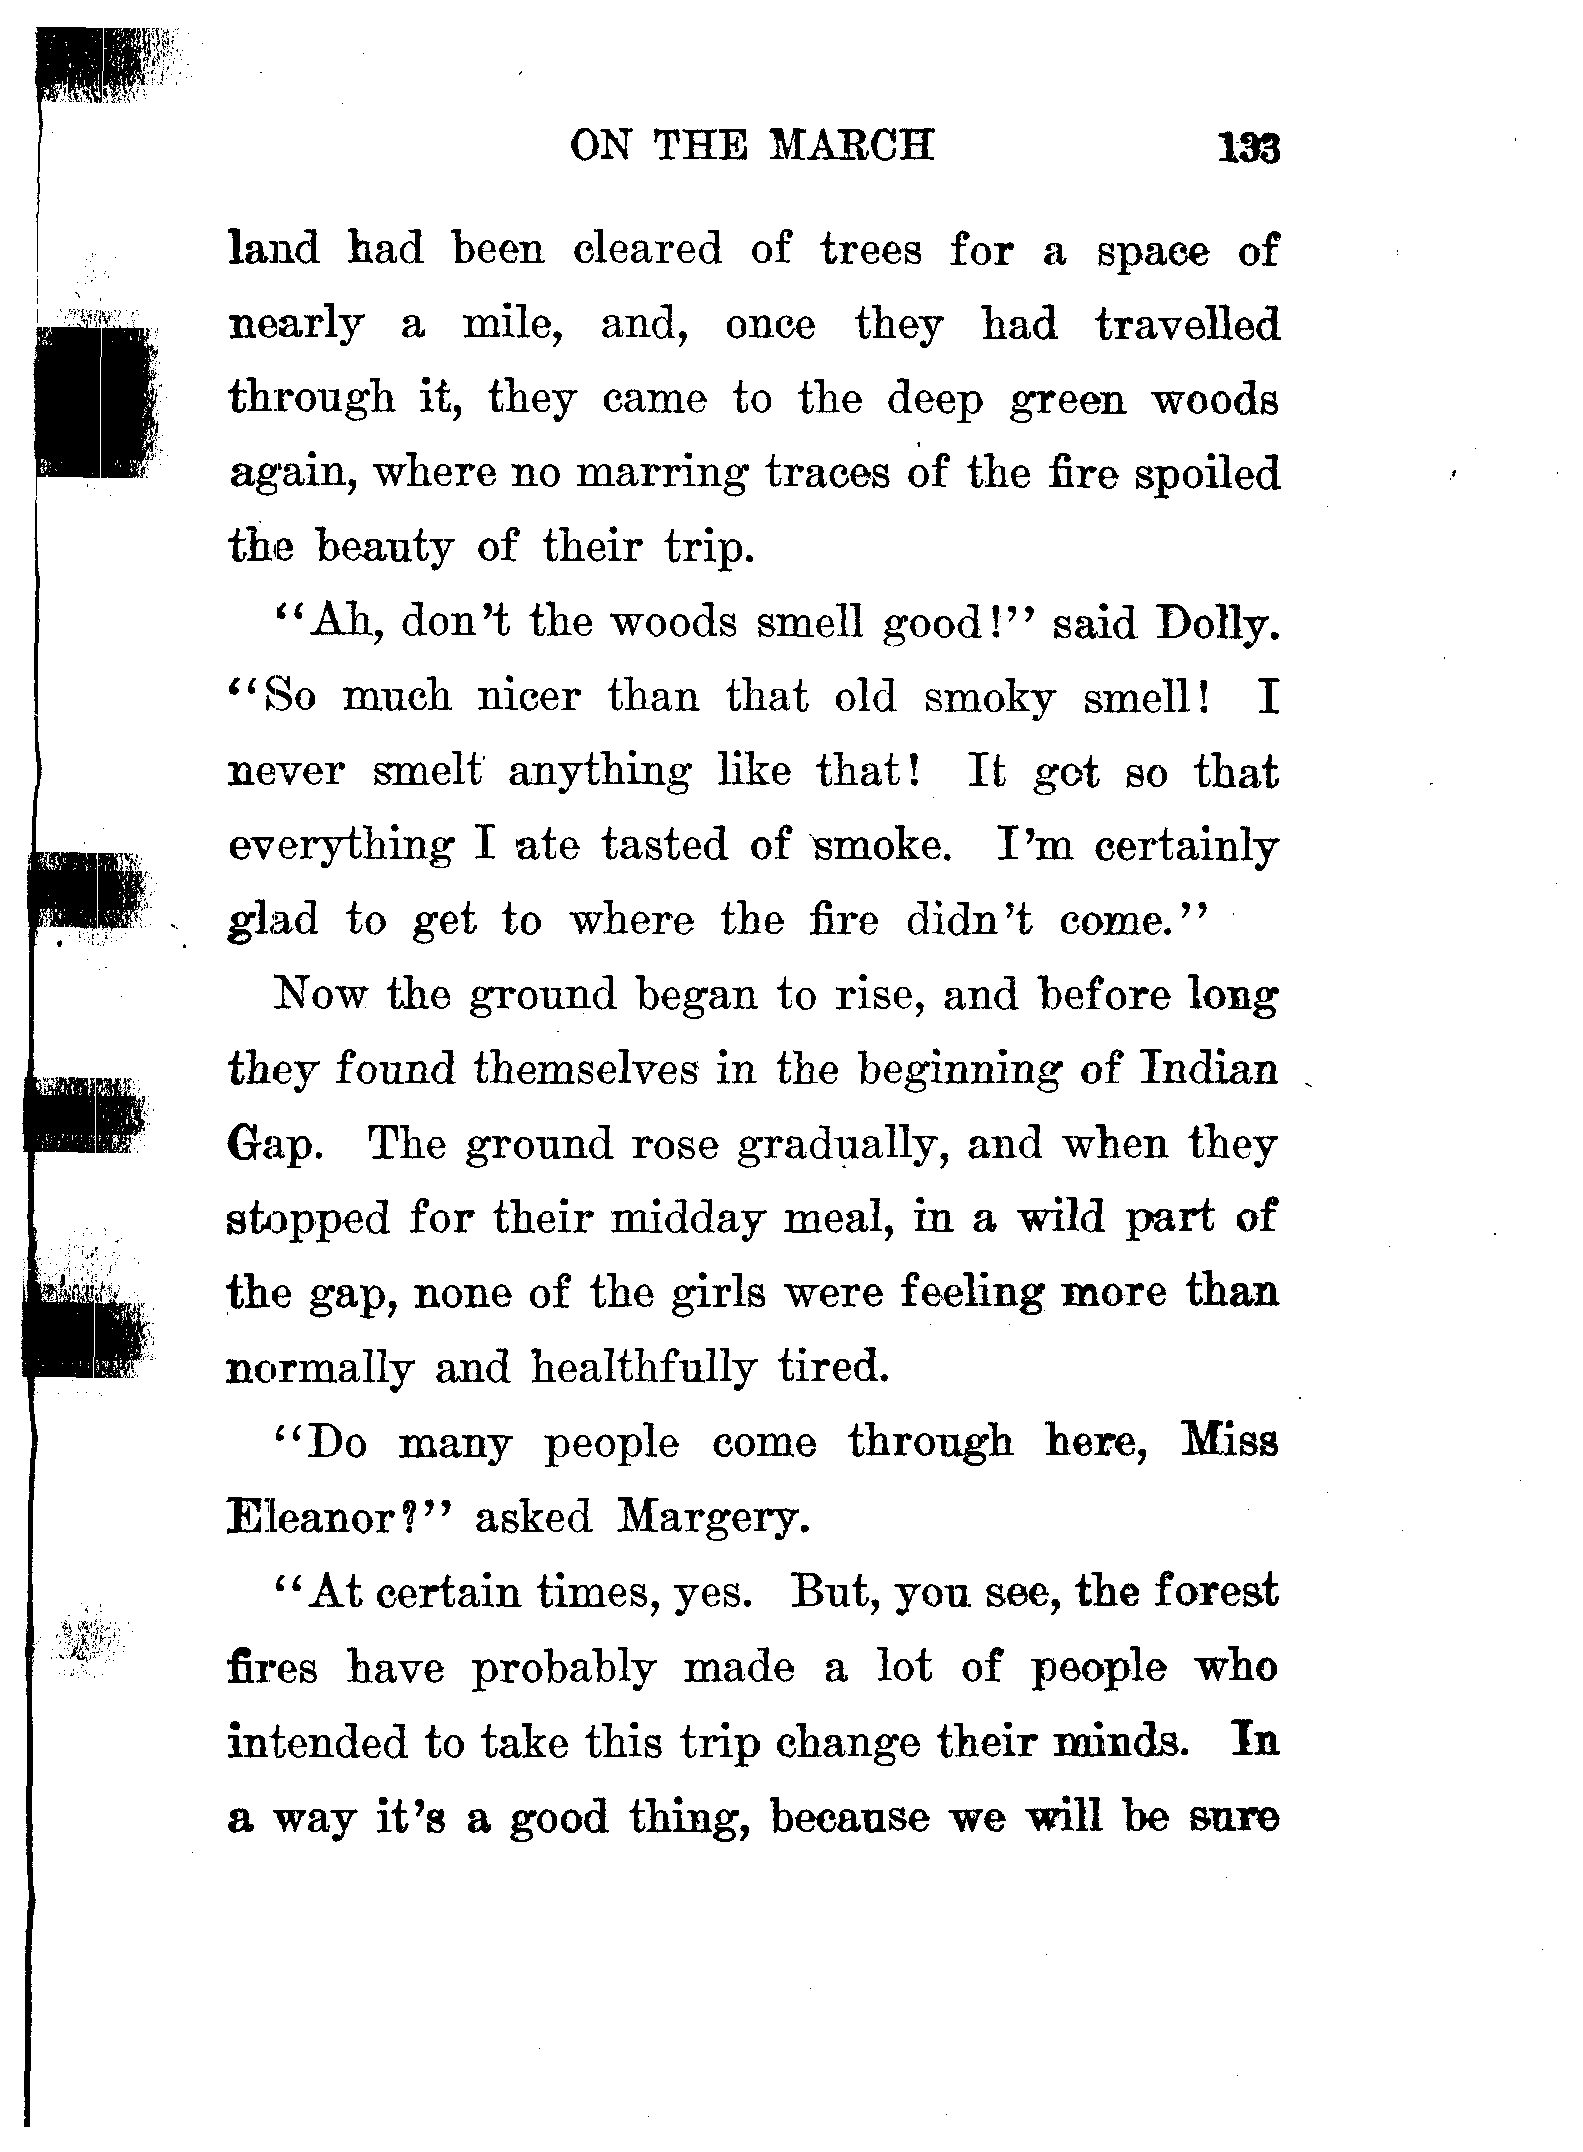 ON THE MARCH 133
land had been cleared of trees for a space of
nearly a mile, and, once they had travelled
through it, they came to the deep green woods
again, where no marring traces of the fire spoiled
the beauty of their trip.
"Ah, don't the woods smell good!" said Dolly.
"So much nicer than that old smoky smell! I
never smelt anything like that! It got so that
everything I ate tasted of smoke. I'm certainly
glad to get to where the fire didn't come."
Now the ground began to rise, and before long
they found themselves in the beginning of Indian
Gap. The ground rose gradually, and when they
stopped for their midday meal, in a wild part of
the gap, none of the girls were feeling more than
normally and healthfully tired.
"Do many people come through here, Miss
Eleanor?" asked Margery.
"At certain times, yes. But, you see, the forest
fires have probably made a lot of people who
intended to take this trip change their minds. In
a way it's a good thing, because we will be sure